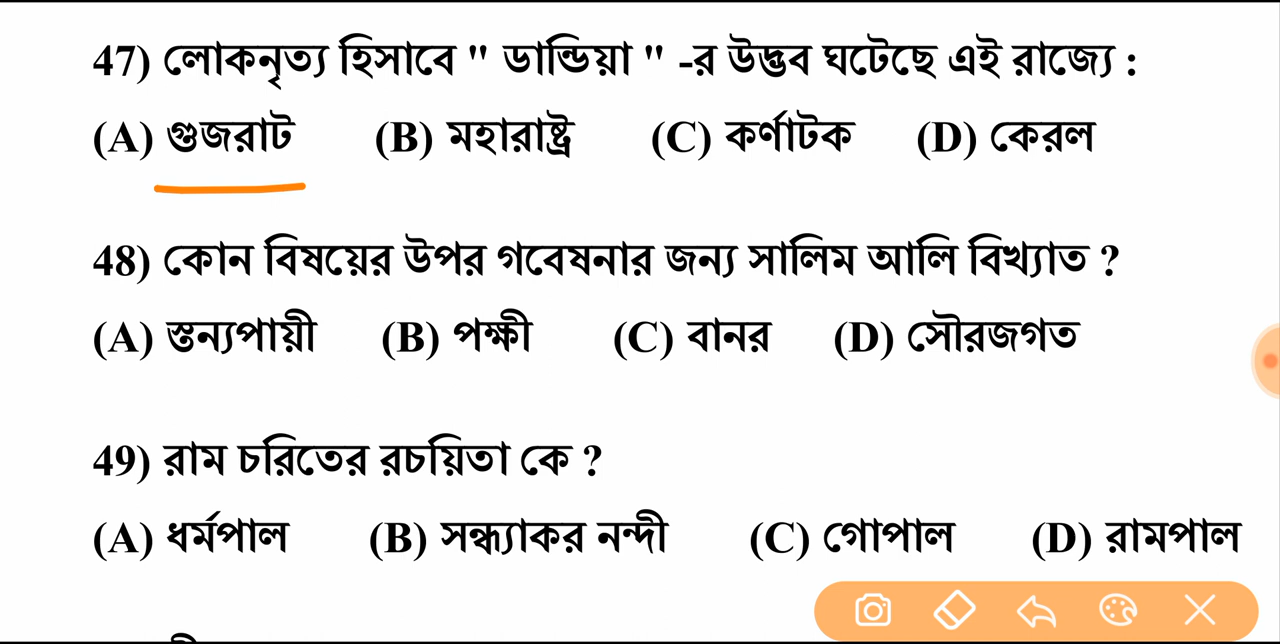 47) লোকনৃত্য হিসাবে " ডান্ডিয়া " -র উদ্ভব ঘটেছে এই রাজ্যে :
(A) গুজরাট (B) মহারাষ্ট্র (C) কর্ণাটক (D) কেরল
48) কোন বিষয়ের উপর গবেষনার জন্য সালিম আলি বিখ্যাত ?
(A) স্তন্যপায়ী (B) পক্ষী (C) বানর (D) সৌরজগত
49) রাম চরিতের রচয়িতা কে ?
(A) ধর্মপাল (B) সন্ধ্যাকর নন্দী (C) গোপাল (D) রামপাল